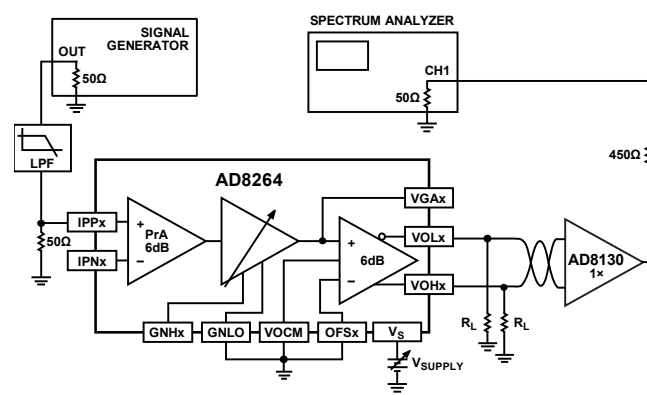 SIGNAL
GENERATOR
OUT
50Ω
SPECTRUM ANALYZER
CH1
50Ω
LPF
450Ω
AD8264
IPPx
PrA
6dB
+
–
50Ω
IPNx
VGAx
VOLx
+
6dB
–
VOHx
AD8130
1×
GNHx
GNLO
VOCM
OFSx
VS
RL
RL
VSUPPLY